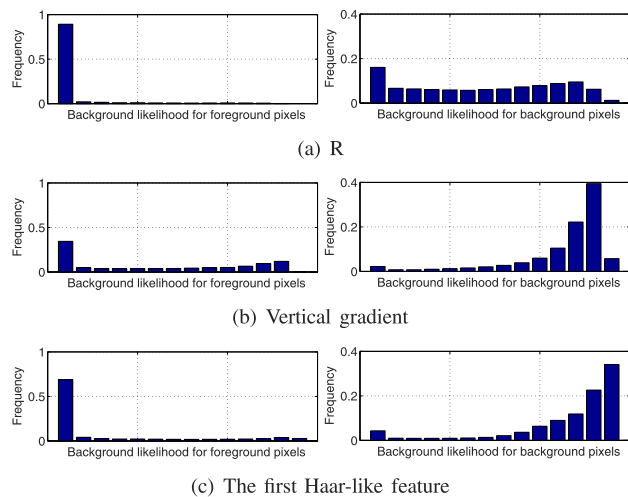 1
0.5
0
Frequency
Background likelihood for foreground pixels
0.4
0.2
0
Frequency
Background likelihood for background pixels
(a) R
1
0.5
0
Frequency
Background likelihood for foreground pixels
0.4
0.2
0
Frequency
Background likelihood for background pixels
(b) Vertical gradient
1
0.5
0
Frequency
Background likelihood for foreground pixels
0.4
0.2
0
Frequency
Background likelihood for background pixels
(c) The first Haar-like feature